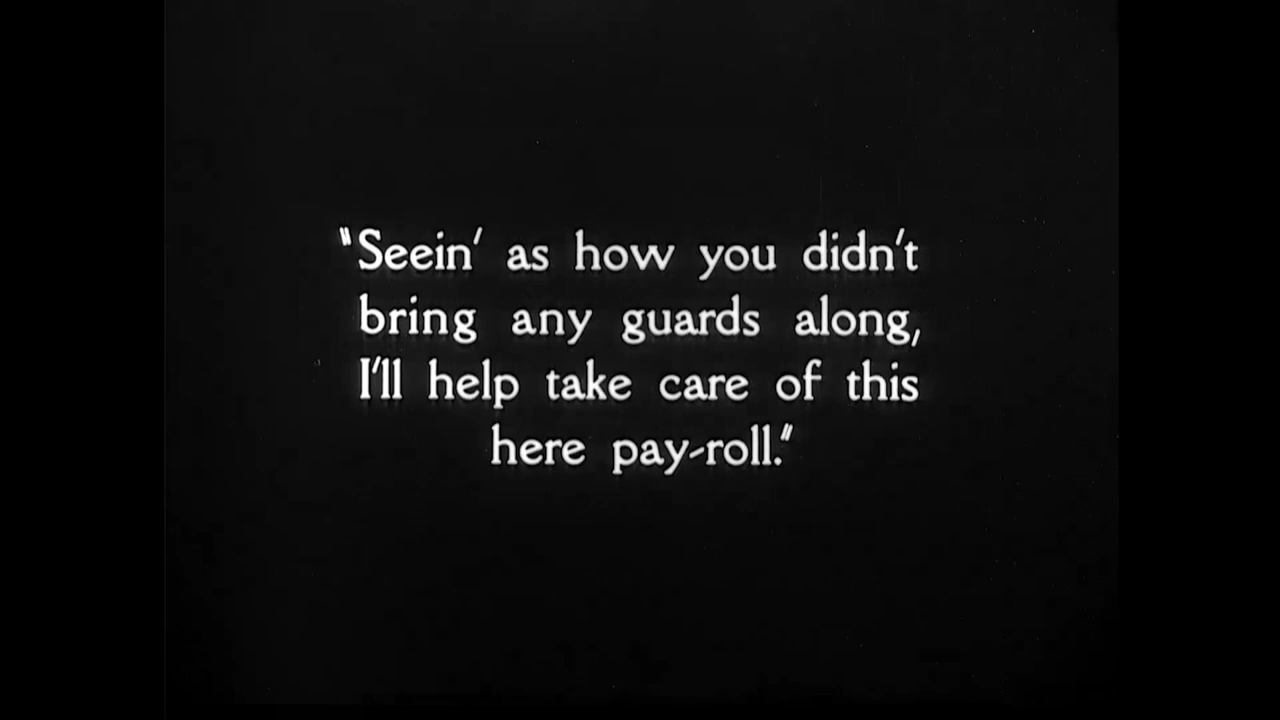 "Seein' as how you didn't
bring any guards along,
I'll help take care of this
here pay-roll."